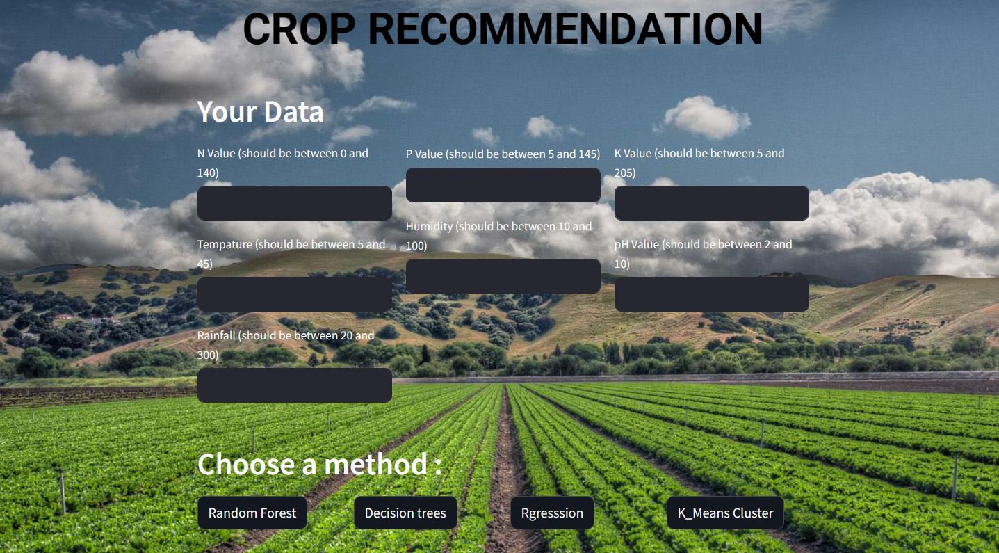 CROP RECOMMENDATION
Your Data
N Value (should be between 0 and
140)
P Value (should be between 5 and 145)
K Value (should be between 5 and
205)
Tempature (should be between 5 and
45)
Humidity (should be between 10 and
100)
pH Value (should be between 2 and
10)
Rainfall (should be between 20 and
300)
Choose a method :
Random Forest
Decision trees
Rgresssion
K_Means Cluster